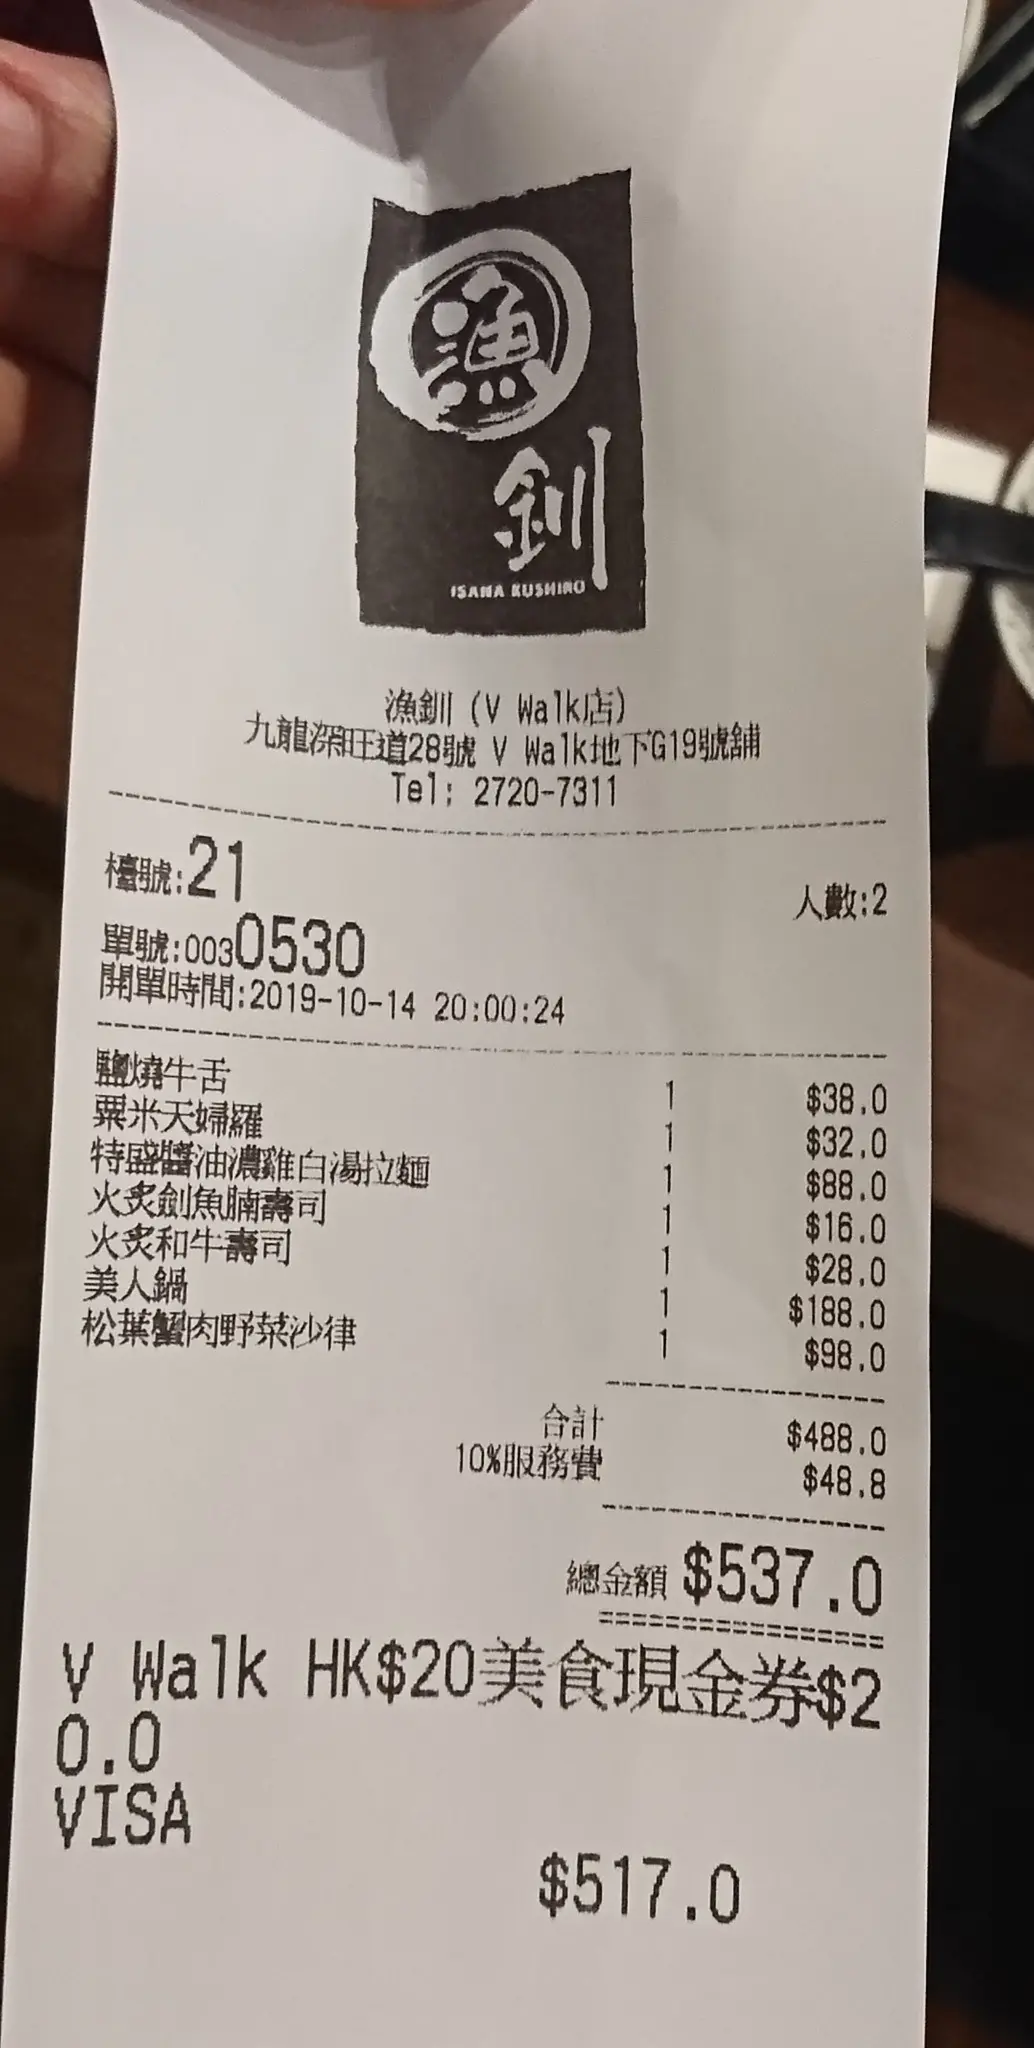 漁
釧
ISANA KUSHIRO
漁釧 (V Walk店)
九龍深旺道28號 V Walk地下G19號舖
Tel: 2720-7311
檯號:21 人數:2
單號:0030530
開單時間:2019-10-14 20:00:24
鹽燒牛舌 1 $38.0
粟米天婦羅 1 $32.0
特盛醬油濃雞白湯拉麵 1 $88.0
火炙劍魚腩壽司 1 $16.0
火炙和牛壽司 1 $28.0
美人鍋 1 $188.0
松葉蟹肉野菜沙律 1 $98.0
合計 $488.0
10%服務費 $48.8
總金額 $537.0
V Walk HK$20美食現金券$2
0.0
VISA
$517.0